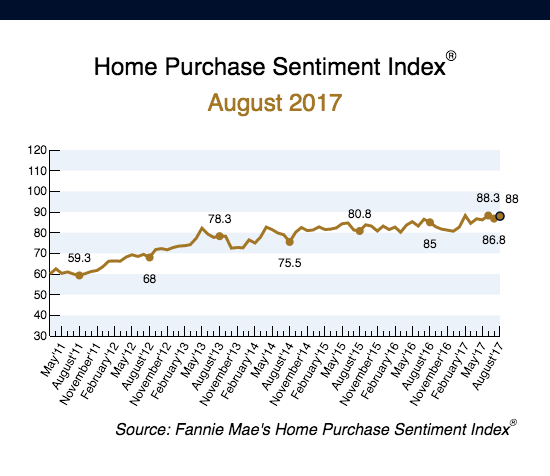 Home Purchase Sentiment Index®
August 2017
120
110
100
90
80
70
60
50
40
30
59.3
68
78.3
75.5
80.8
85
88.3
86.8
88
May'11
August'11
November'11
February'12
May'12
August'12
November'12
February'13
May'13
August'13
November'13
February'14
May'14
August'14
November'14
February'15
May'15
August'15
November'15
February'16
May'16
August'16
November'16
February'17
May'17
August'17
Source: Fannie Mae's Home Purchase Sentiment Index®